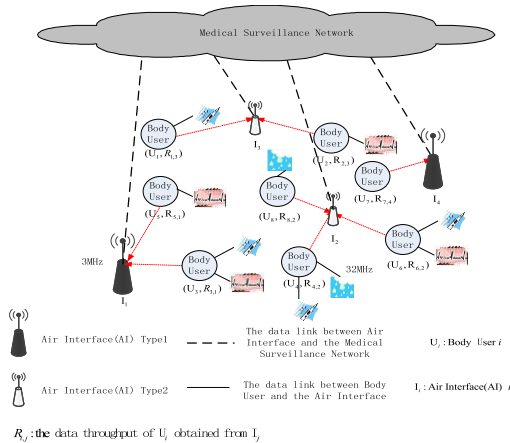 Medical Surveillance Network
Body User
(U₁, R₁,₃)
I₃
Body User
(U₂, R₂,₃)
Body User
(U₇, R₇,₄)
I₄
Body User
(U₅, R₅,₁)
Body User
(U₈, R₈,₂)
I₂
Body User
(U₆, R₆,₂)
3MHz
I₁
Body User
(U₃, R₃,₁)
Body User
(U₄, R₄,₂)
32MHz
Air Interface(AI) Type1
The data link between Air
Interface and the Medical
Surveillance Network
Uᵢ : Body User i
Air Interface(AI) Type2
The data link between Body
User and the Air Interface
Iᵢ : Air Interface(AI)
Rᵢ,ⱼ : the data throughput of Uᵢ obtained from Iⱼ